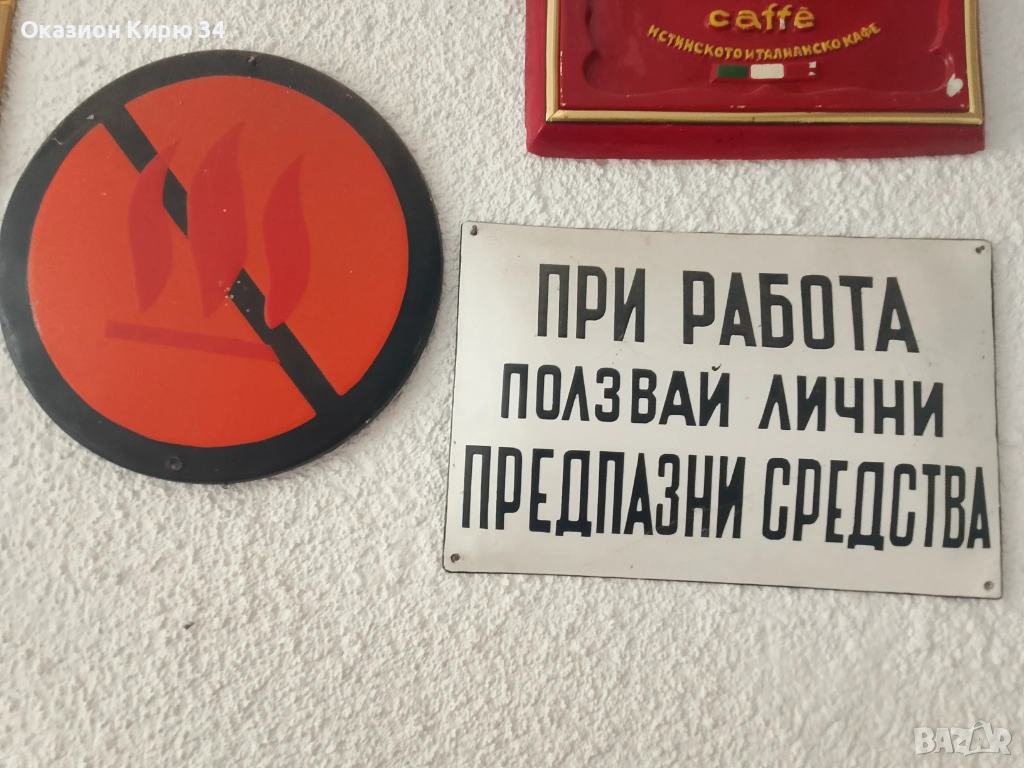 Оказион Кирю 34
caffè
ИСТИНСКОТО ИТАЛИАНСКО КАФЕ
ПРИ РАБОТА
ПОЛЗВАЙ ЛИЧНИ
ПРЕДПАЗНИ СРЕДСТВА
BAZAR